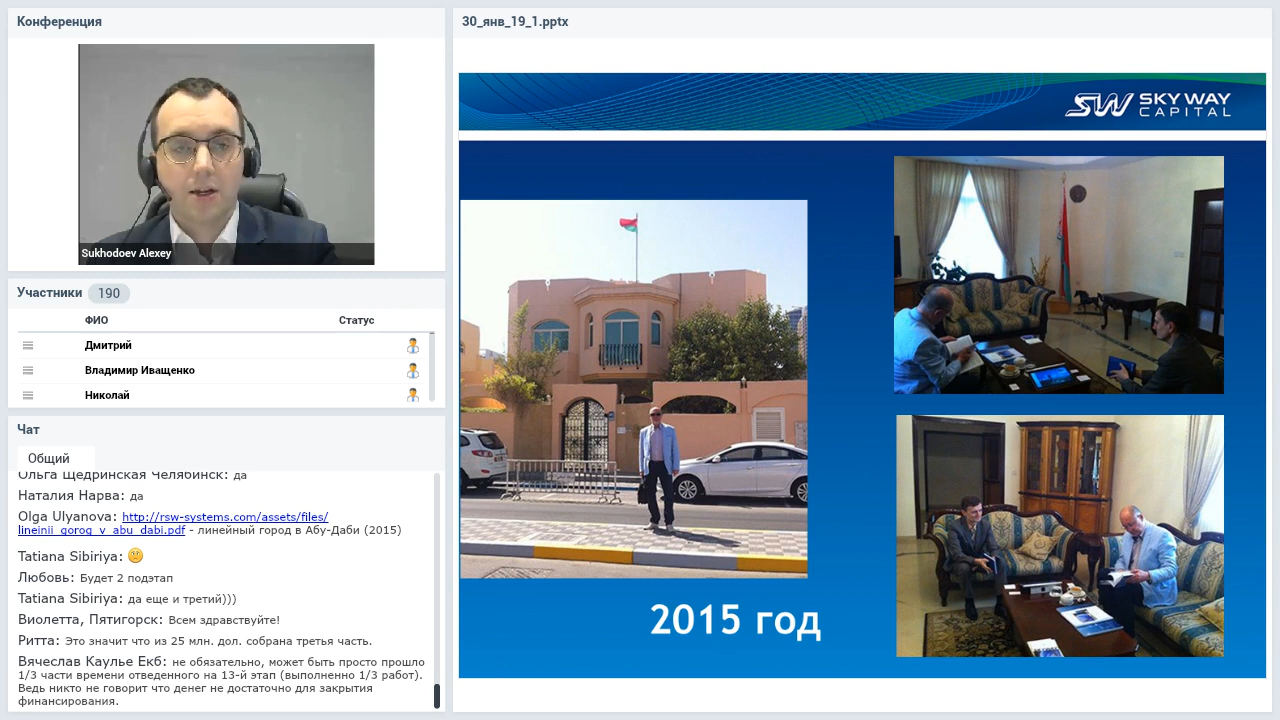 Конференция
Sukhodoev Alexey
Участники 190
ФИО Статус
Дмитрий
Владимир Иващенко
Николай
Чат
Общий
Ольга Щедринская Челябинск: да
Наталия Нарва: да
Olga Ulyanova: http://rsw-systems.com/assets/files/
lineinii_gorog_v_abu_dabi.pdf - линейный город в Абу-Даби (2015)
Tatiana Sibiriya:
Любовь: Будет 2 подэтап
Tatiana Sibiriya: да еще и третий)))
Виолетта, Пятигорск: Всем здравствуйте!
Ритта: Это значит что из 25 млн. дол. собрана третья часть.
Вячеслав Каулье Екб: не обязательно, может быть просто прошло
1/3 части времени отведенного на 13-й этап (выполненно 1/3 работ).
Ведь никто не говорит что денег не достаточно для закрытия
финансирования.
30_янв_19_1.pptx
SW SKY WAY
CAPITAL
2015 год